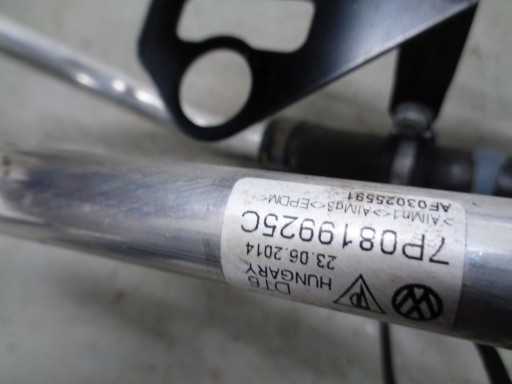 DT6
HUNGARY
23.06.2014
7P0819925C
>AlMn1<>AlMg3<>EPDM<
AF03025591